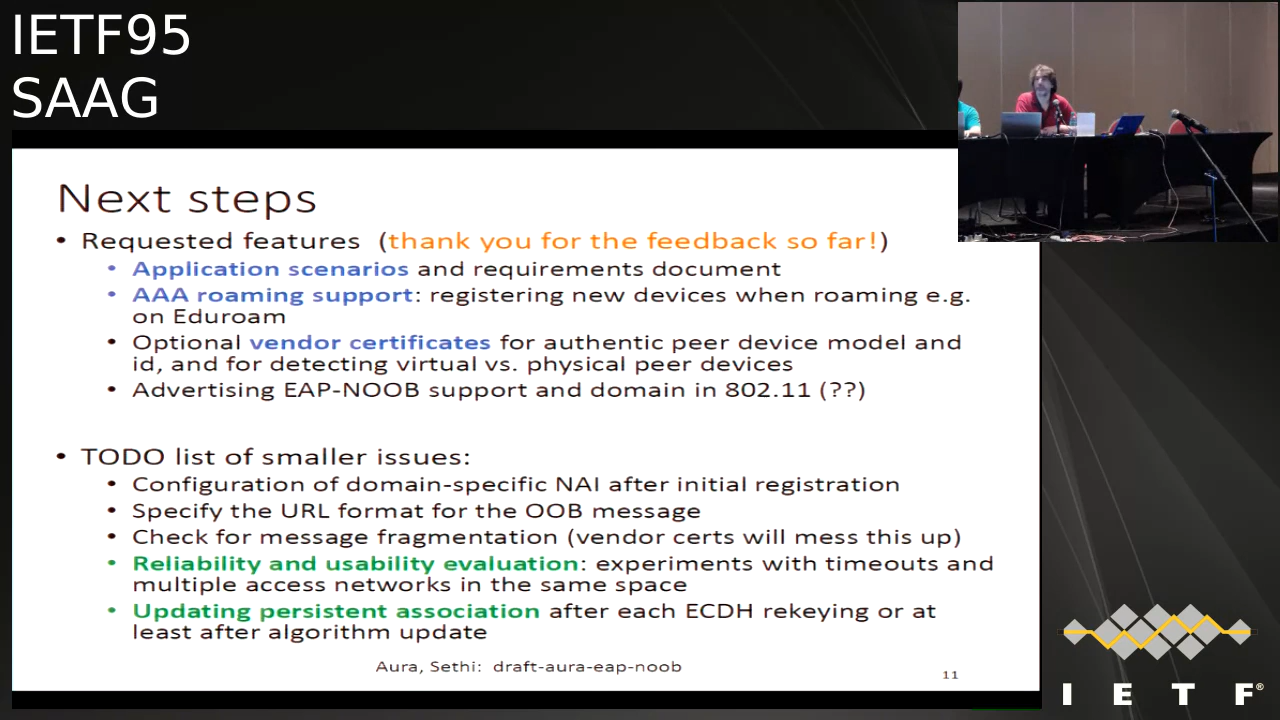 IETF95
SAAG
Next steps
• Requested features (thank you for the feedback so far!)
• Application scenarios and requirements document
• AAA roaming support: registering new devices when roaming e.g.
on Eduroam
• Optional vendor certificates for authentic peer device model and
id, and for detecting virtual vs. physical peer devices
• Advertising EAP-NOOB support and domain in 802.11 (??)
• TODO list of smaller issues:
• Configuration of domain-specific NAI after initial registration
• Specify the URL format for the OOB message
• Check for message fragmentation (vendor certs will mess this up)
• Reliability and usability evaluation: experiments with timeouts and
multiple access networks in the same space
• Updating persistent association after each ECDH rekeying or at
least after algorithm update
Aura, Sethi: draft-aura-eap-noob
11
I E T F®